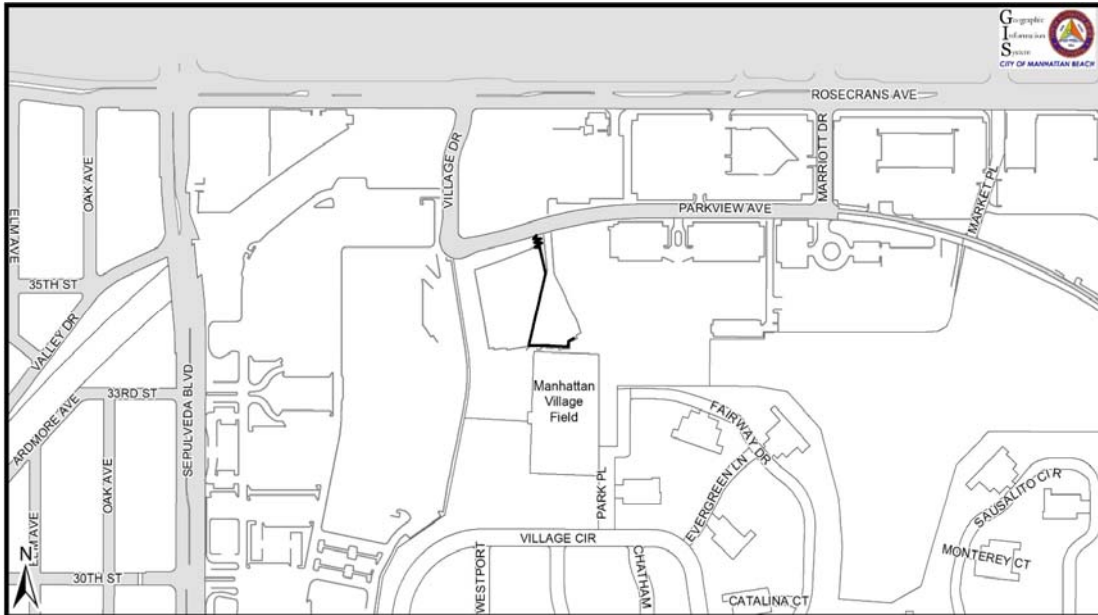 Geographic
Information
System
CITY OF MANHATTAN BEACH
ROSECRANS AVE
OAK AVE
VILLAGE DR
MARRIOTT DR
MARKET PL
ELM AVE
PARKVIEW AVE
35TH ST
VALLEY DR
SEPULVEDA BLVD
33RD ST
ARDMORE AVE
Manhattan
Village
Field
FAIRWAY DR
EVERGREEN LN
OAK AVE
PARK PL
SAUSALITO CIR
ELM AVE
VILLAGE CIR
MONTEREY CT
N
30TH ST
WESTPORT
CHATHAM
CATALINA CT